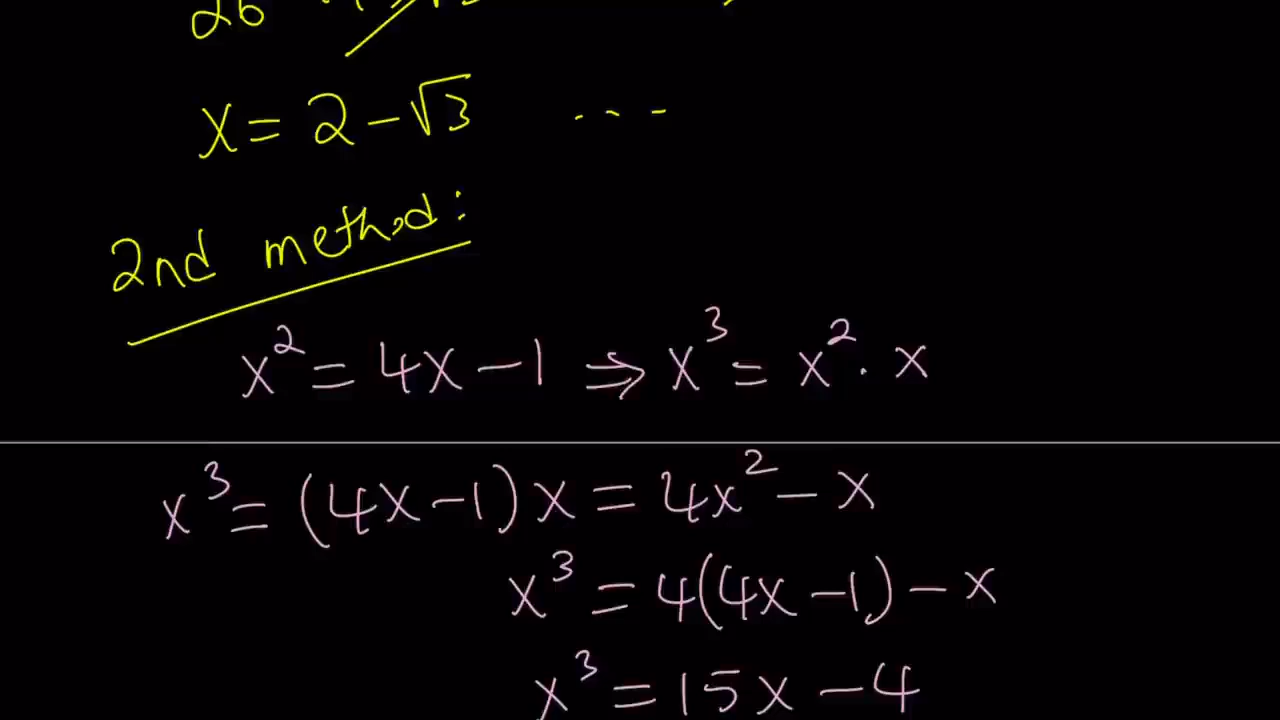 26
x = 2 - √3 ----
2nd method:
x² = 4x - 1 ⇒ x³ = x² . x
x³ = (4x - 1) x = 4x² - x
x³ = 4(4x - 1) - x
x³ = 15x - 4